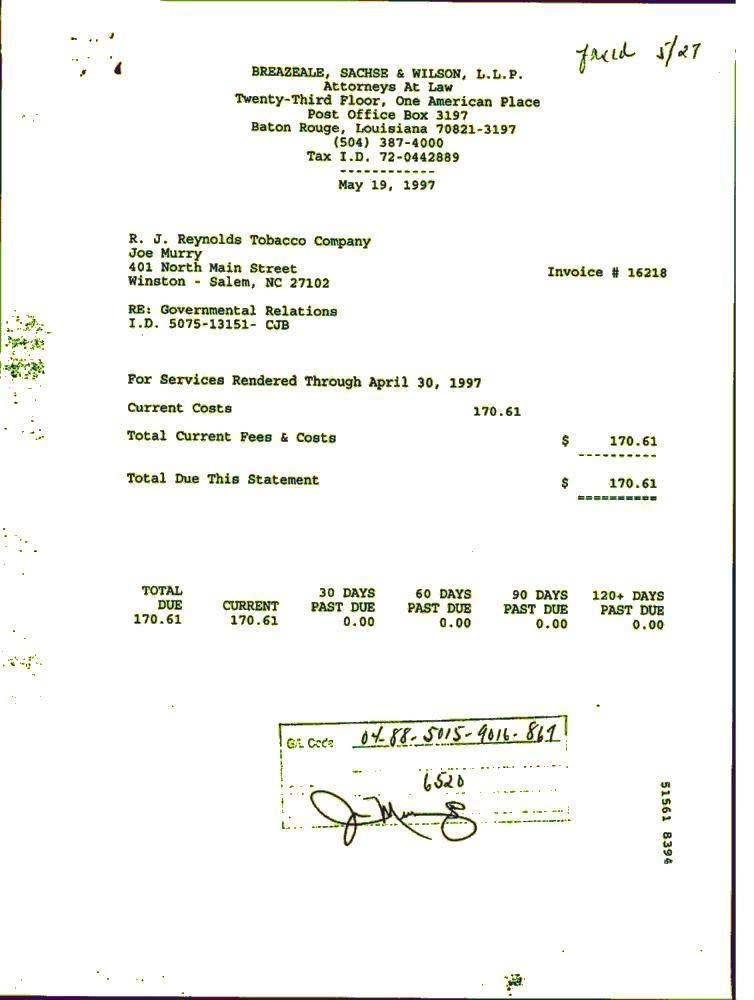 5/27
BREAZEALE, SACHSE & WILSON, L.L.P.
Attorneys At Law
Twenty-Third Floor, One American Place
Post Office Box 3197
Baton Rouge, Louisiana 70821-3197
(504) 387-4000
Tax I.D. 72-0442889
------------
May 19, 1997
R. J. Reynolds Tobacco Company
Joe Murry
401 North Main Street
Winston - Salem, NC 27102
Invoice # 16218
RE: Governmental Relations
I.D. 5075-13151- CJB
For Services Rendered Through April 30, 1997
Current Costs 170.61
Total Current Fees & Costs $ 170.61
----------
Total Due This Statement $ 170.61
==========
TOTAL 30 DAYS 60 DAYS 90 DAYS 120+ DAYS
DUE CURRENT PAST DUE PAST DUE PAST DUE PAST DUE
170.61 170.61 0.00 0.00 0.00 0.00
G/L Code 04-88-5015-9016-861
6520
51561 8394